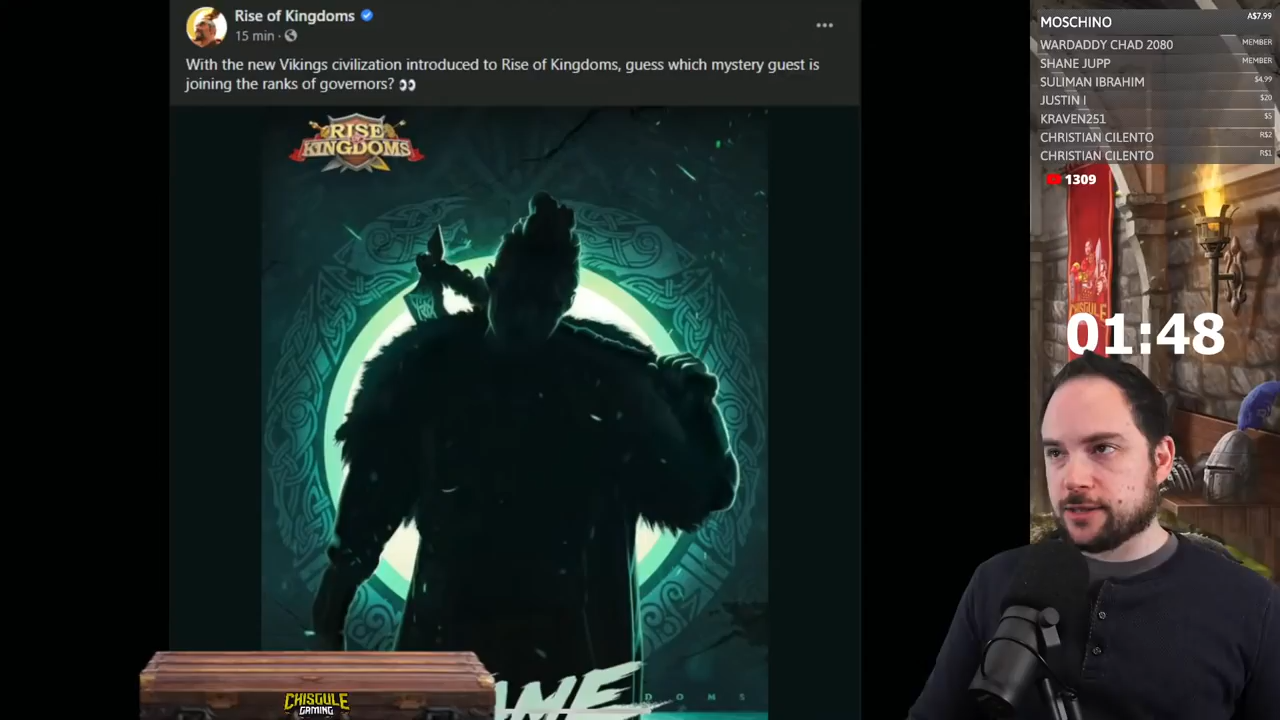 Rise of Kingdoms
15 min ·
With the new Vikings civilization introduced to Rise of Kingdoms, guess which mystery guest is
joining the ranks of governors?
RISE
OF
KINGDOMS
DOMS
CHISGULE
GAMING
MOSCHINO A$7.99
WARDADDY CHAD 2080 MEMBER
SHANE JUPP MEMBER
SULIMAN IBRAHIM $4.99
JUSTIN I $20
KRAVEN251 $5
CHRISTIAN CILENTO R$2
CHRISTIAN CILENTO R$1
1309
CHISGULE
01:48